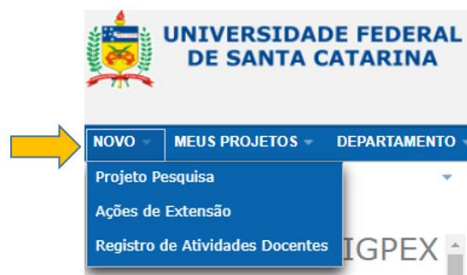 UNIVERSIDADE FEDERAL
DE SANTA CATARINA
NOVO MEUS PROJETOS DEPARTAMENTO
Projeto Pesquisa
Ações de Extensão
Registro de Atividades Docentes
IGPEX